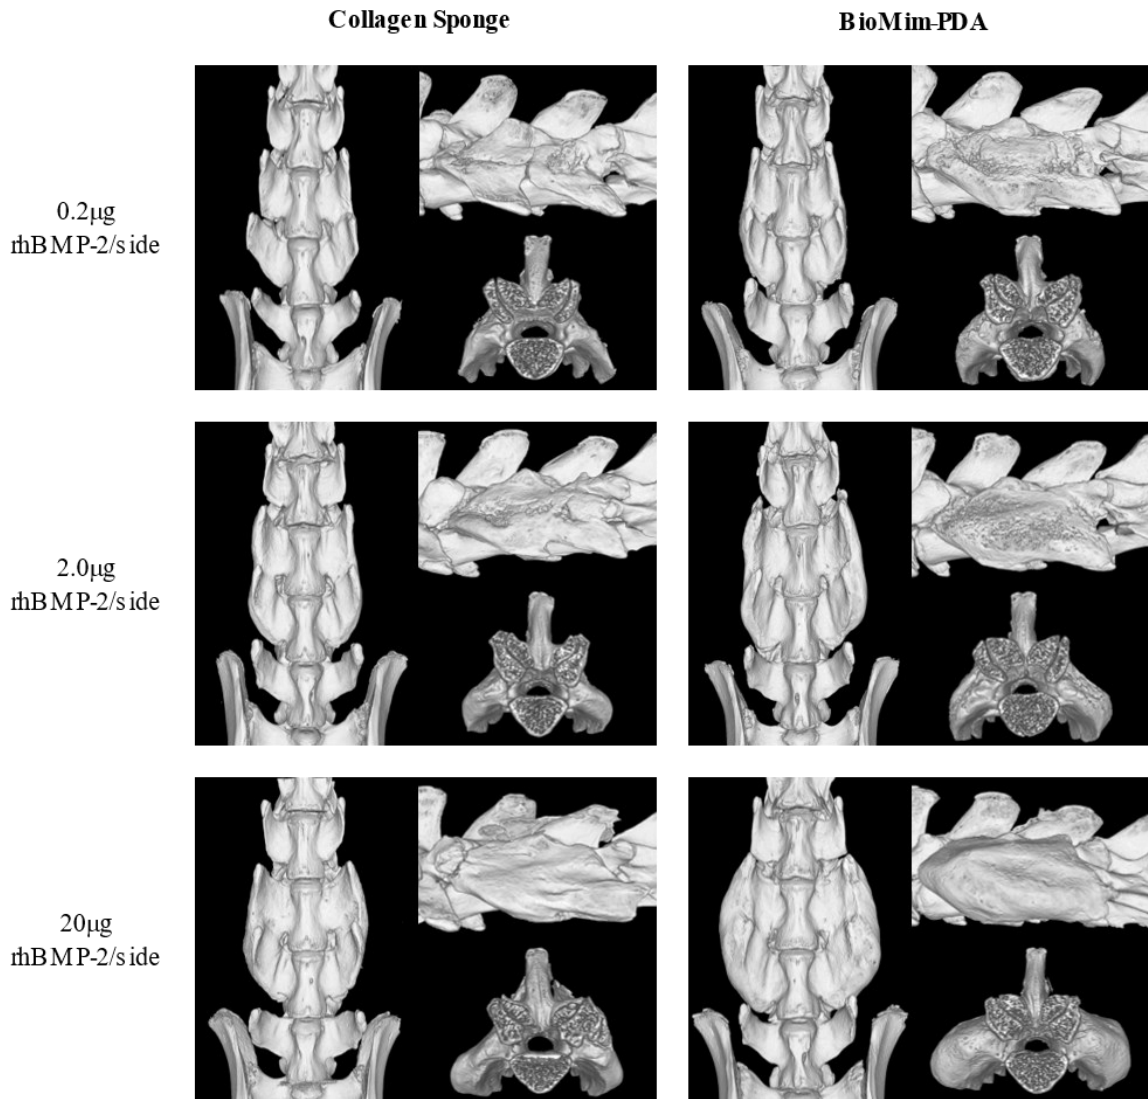 Collagen Sponge
BioMim-PDA
0.2μg
rhBMP-2/side
2.0μg
rhBMP-2/side
20μg
rhBMP-2/side